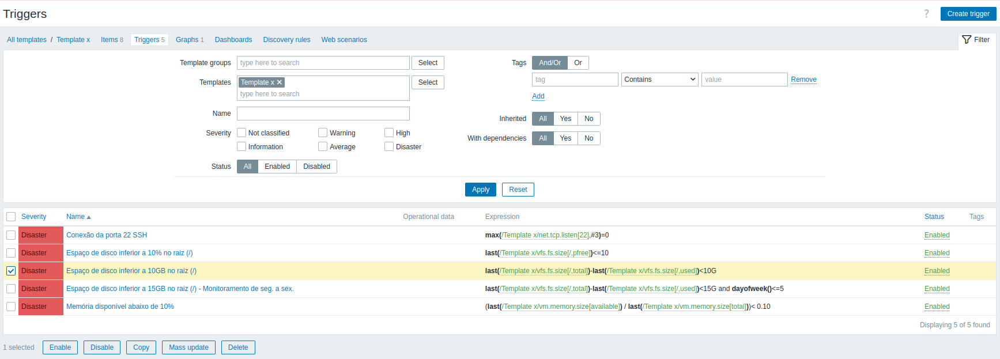 Triggers
? Create trigger
All templates / Template x Items 8 Triggers 5 Graphs 1 Dashboards Discovery rules Web scenarios Filter
Template groups type here to search Select Tags And/Or Or
tag Contains value Remove
Templates Template x Select
type here to search
Add
Name
Inherited All Yes No
Severity Not classified Warning High
With dependencies All Yes No
Information Average Disaster
Status All Enabled Disabled
Apply Reset
Severity Name Operational data Expression Status Tags
Disaster Conexão da porta 22 SSH max(/Template x/net.tcp.listen[22],#3)=0 Enabled
Disaster Espaço de disco inferior a 10% no raiz (/) last(/Template x/vfs.fs.size[/,pfree])<=10 Enabled
Disaster Espaço de disco inferior a 10GB no raiz (/) last(/Template x/vfs.fs.size[/,total])-last(/Template x/vfs.fs.size[/,used])<10G Enabled
Disaster Espaço de disco inferior a 15GB no raiz (/) - Monitoramento de seg. a sex. last(/Template x/vfs.fs.size[/,total])-last(/Template x/vfs.fs.size[/,used])<15G and dayofweek()<=5 Enabled
Disaster Memória disponível abaixo de 10% (last(/Template x/vm.memory.size[available]) / last(/Template x/vm.memory.size[total]))< 0.10 Enabled
Displaying 5 of 5 found
1 selected Enable Disable Copy Mass update Delete